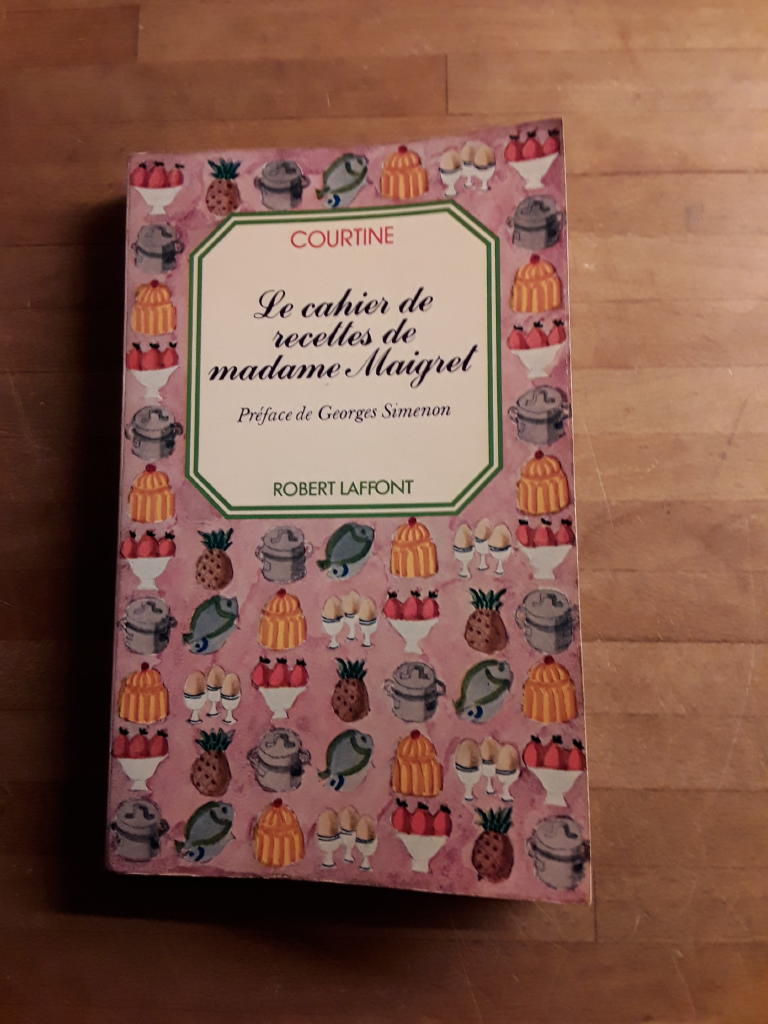 COURTINE
Le cahier de
recettes de
madame Maigret
Préface de Georges Simenon
ROBERT LAFFONT